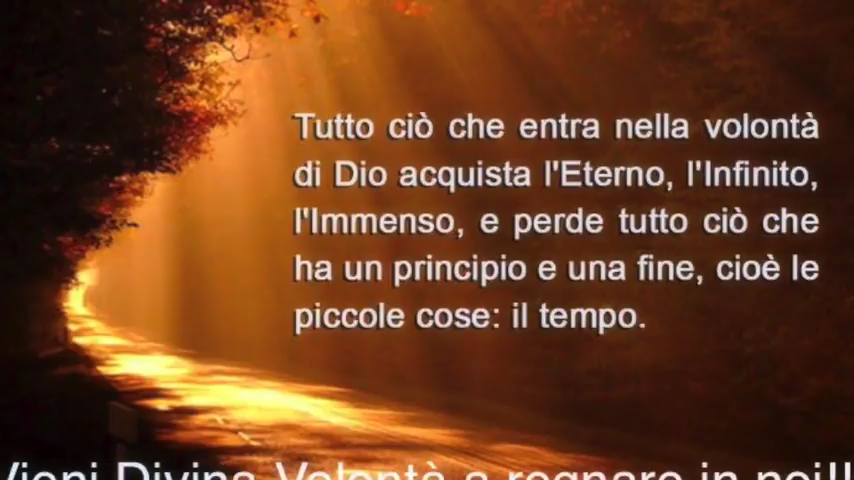 Tutto ciò che entra nella volontà
di Dio acquista l'Eterno, l'Infinito,
l'Immenso, e perde tutto ciò che
ha un principio e una fine, cioè le
piccole cose: il tempo.
Vieni Divina Volontà a regnare in noi!!